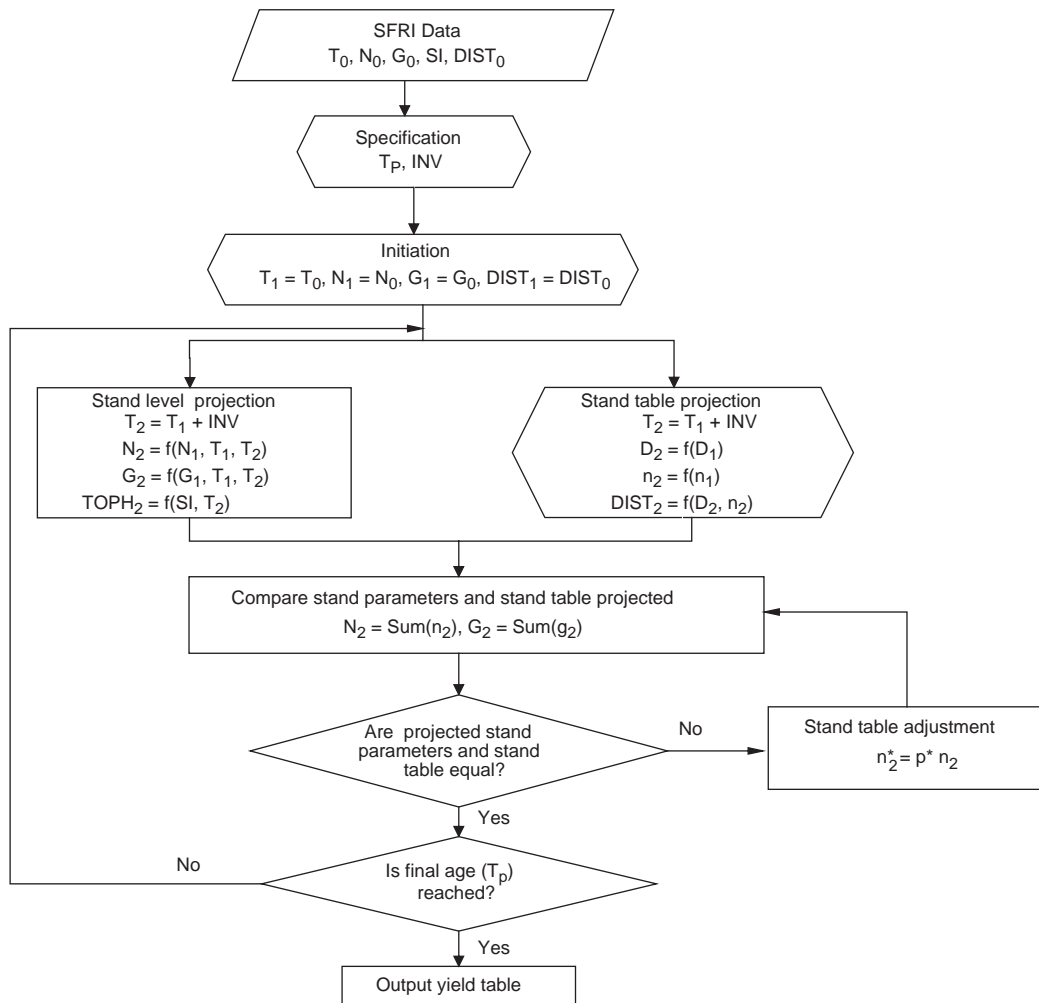 SFRI Data
T₀, N₀, G₀, SI, DIST₀
Specification
T_P, INV
Initiation
T₁ = T₀, N₁ = N₀, G₁ = G₀, DIST₁ = DIST₀
Stand level projection
T₂ = T₁ + INV
N₂ = f(N₁, T₁, T₂)
G₂ = f(G₁, T₁, T₂)
TOPH₂ = f(SI, T₂)
Stand table projection
T₂ = T₁ + INV
D₂ = f(D₁)
n₂ = f(n₁)
DIST₂ = f(D₂, n₂)
Compare stand parameters and stand table projected
N₂ = Sum(n₂), G₂ = Sum(g₂)
Are projected stand
parameters and stand
table equal?
No
Stand table adjustment
n₂* = p* n₂
Yes
No
Is final age (Tₚ)
reached?
Yes
Output yield table